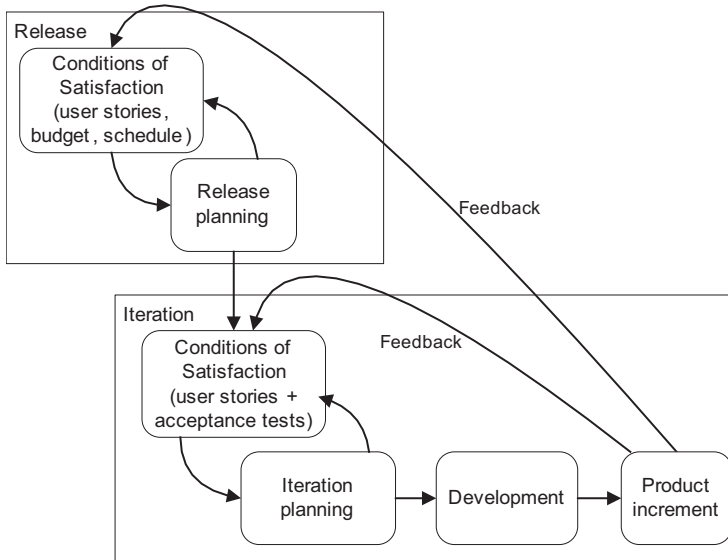 Release
Conditions of
Satisfaction
(user stories,
budget, schedule)
Release
planning
Feedback
Iteration
Conditions of
Satisfaction
(user stories +
acceptance tests)
Feedback
Iteration
planning
Development
Product
increment